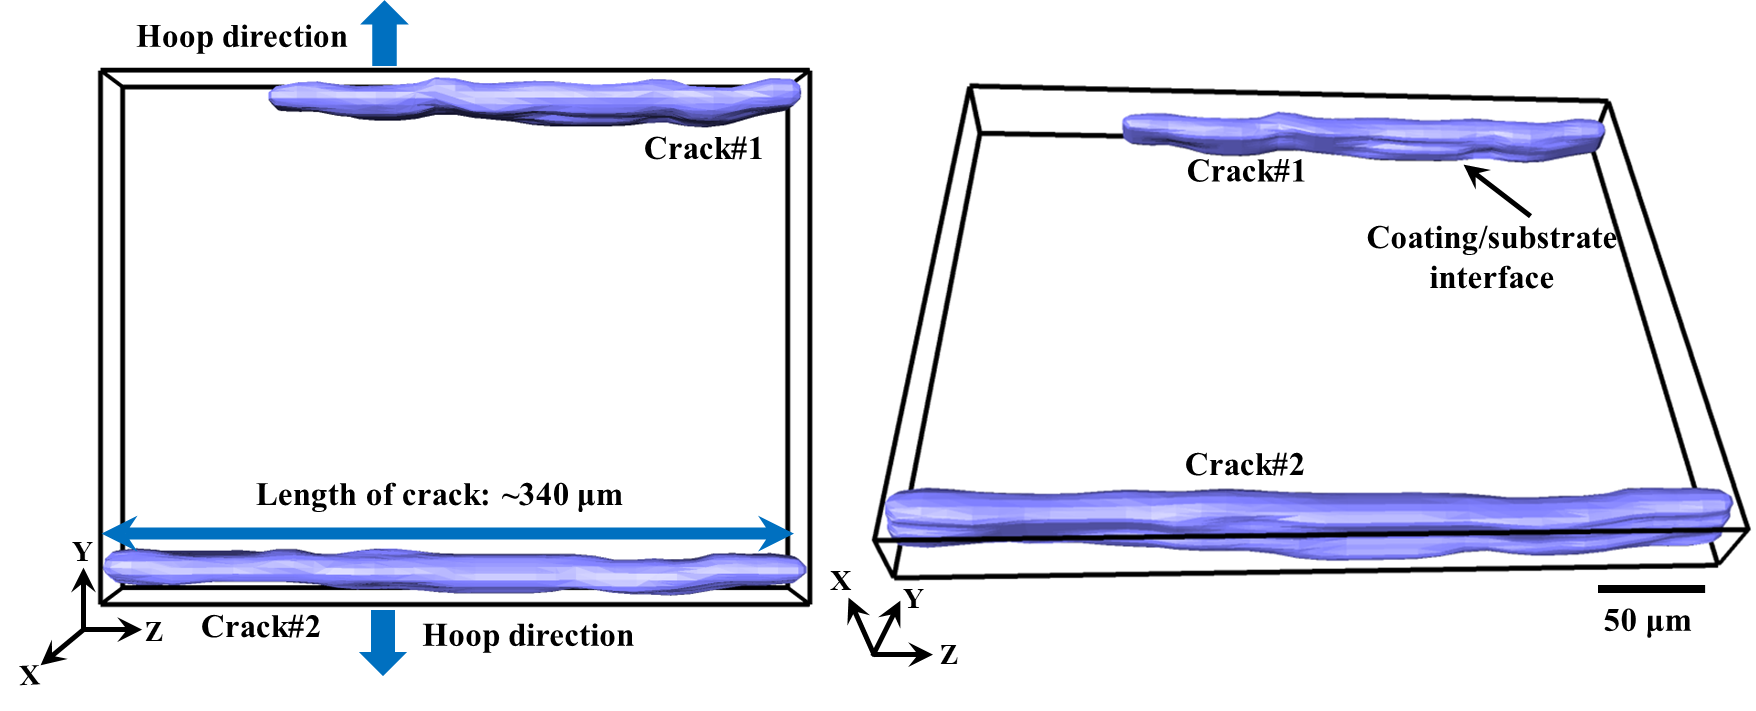 Hoop direction
Crack#1
Length of crack: ~340 μm
Y
Z
X
Crack#2
Hoop direction
Crack#1
Coating/substrate
interface
Crack#2
X
Y
Z
50 μm